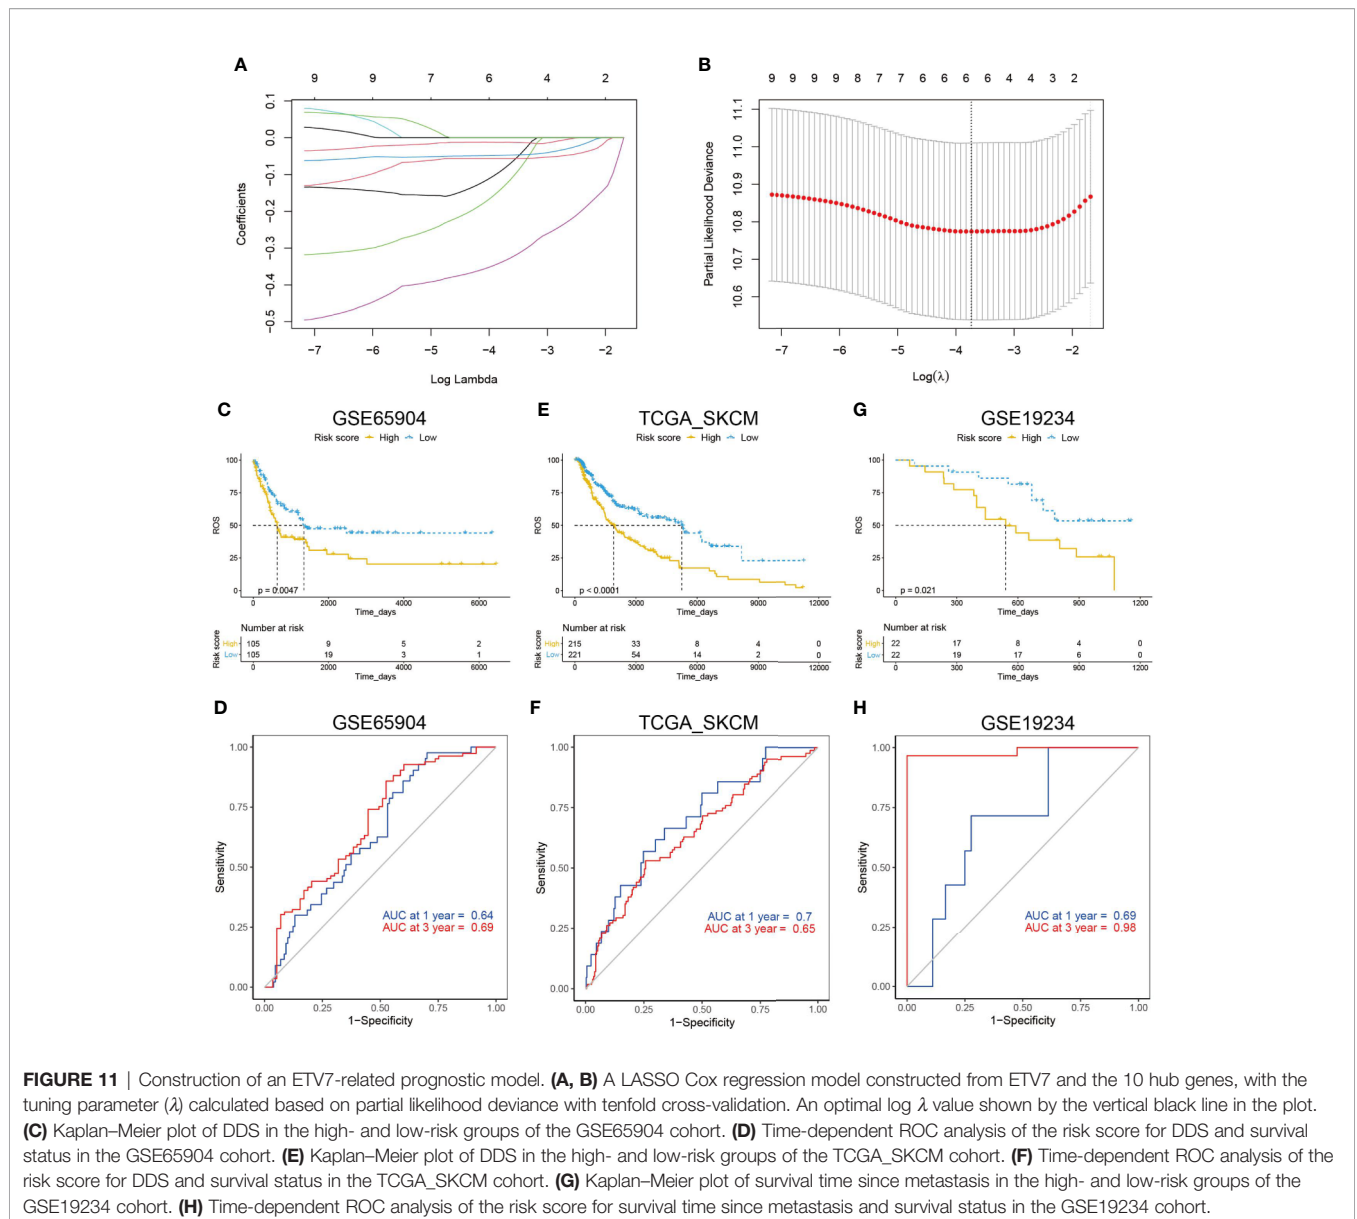 A
9 9 7 6 4 2
0.1
0.0
−0.1
−0.2
−0.3
−0.4
−0.5
Coefficients
−7 −6 −5 −4 −3 −2
Log Lambda
B
9 9 9 9 8 7 7 6 6 6 6 4 4 3 2
11.1
11.0
10.9
10.8
10.7
10.6
Partial Likelihood Deviance
−7 −6 −5 −4 −3 −2
Log(λ)
C
GSE65904
Risk score High Low
100
75
50
25
0
ROS
p = 0.0047
0 2000 4000 6000
Time_days
Number at risk
Risk score
High 105 9 5 2
Low 105 19 3 1
0 2000 4000 6000
Time_days
E
TCGA_SKCM
Risk score High Low
100
75
50
25
0
ROS
p < 0.0001
0 3000 6000 9000 12000
Time_days
Number at risk
Risk score
High 215 33 8 4 0
Low 221 54 14 2 0
0 3000 6000 9000 12000
Time_days
G
GSE19234
Risk score High Low
100
75
50
25
0
ROS
p = 0.021
0 300 600 900 1200
Time_days
Number at risk
Risk score
High 22 17 8 4 0
Low 22 19 17 6 0
0 300 600 900 1200
Time_days
D
GSE65904
1.00
0.75
0.50
0.25
0.00
Sensitivity
AUC at 1 year = 0.64
AUC at 3 year = 0.69
0.00 0.25 0.50 0.75 1.00
1−Specificity
F
TCGA_SKCM
1.00
0.75
0.50
0.25
0.00
Sensitivity
AUC at 1 year = 0.7
AUC at 3 year = 0.65
0.00 0.25 0.50 0.75 1.00
1−Specificity
H
GSE19234
1.00
0.75
0.50
0.25
0.00
Sensitivity
AUC at 1 year = 0.69
AUC at 3 year = 0.98
0.00 0.25 0.50 0.75 1.00
1−Specificity
FIGURE 11 | Construction of an ETV7-related prognostic model. (A, B) A LASSO Cox regression model constructed from ETV7 and the 10 hub genes, with the
tuning parameter (λ) calculated based on partial likelihood deviance with tenfold cross-validation. An optimal log λ value shown by the vertical black line in the plot.
(C) Kaplan–Meier plot of DDS in the high- and low-risk groups of the GSE65904 cohort. (D) Time-dependent ROC analysis of the risk score for DDS and survival
status in the GSE65904 cohort. (E) Kaplan–Meier plot of DDS in the high- and low-risk groups of the TCGA_SKCM cohort. (F) Time-dependent ROC analysis of the
risk score for DDS and survival status in the TCGA_SKCM cohort. (G) Kaplan–Meier plot of survival time since metastasis in the high- and low-risk groups of the
GSE19234 cohort. (H) Time-dependent ROC analysis of the risk score for survival time since metastasis and survival status in the GSE19234 cohort.